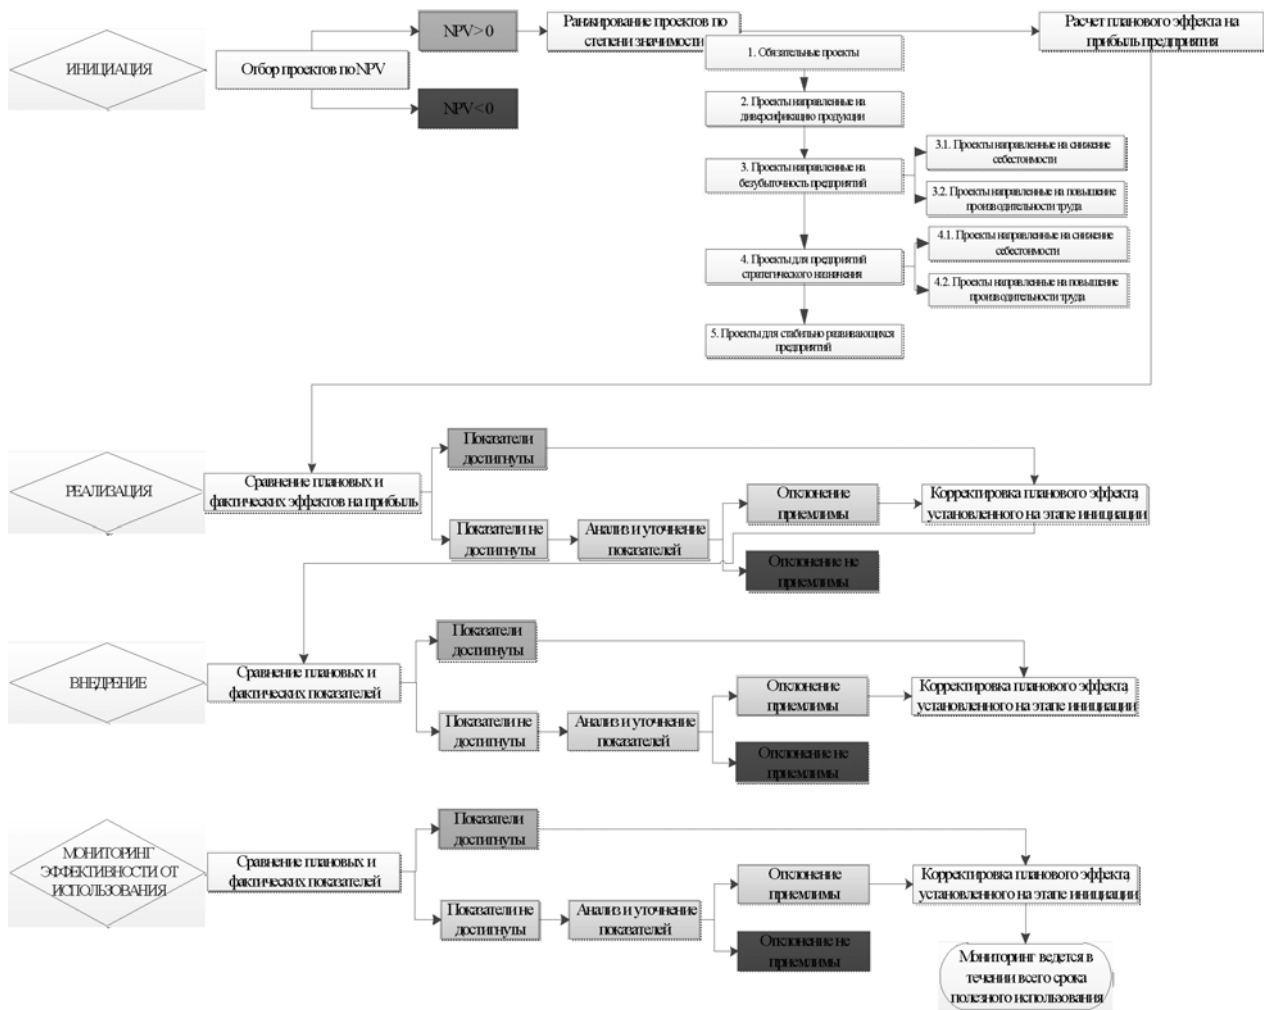 ИНИЦИАЦИЯ
Отбор проектов по NPV
NPV > 0
NPV < 0
Ранжирование проектов по
степени значимости
Расчет планового эффекта на
прибыль предприятия
1. Обязательные проекты
2. Проекты направленные на
диверсификацию продукции
3. Проекты направленные на
безубыточность предприятий
3.1. Проекты направленные на снижение
себестоимости
3.2. Проекты направленные на повышение
производительности труда
4. Проекты для предприятий
стратегического назначения
4.1. Проекты направленные на снижение
себестоимости
4.2. Проекты направленные на повышение
производительности труда
5. Проекты для стабильно развивающихся
предприятий
РЕАЛИЗАЦИЯ
Сравнение плановых и
фактических эффектов на прибыль
Показатели
достигнуты
Показатели не
достигнуты
Анализ и уточнение
показателей
Отклонение
приемлимы
Отклонение не
приемлимы
Корректировка планового эффекта,
установленного на этапе инициации
ВНЕДРЕНИЕ
Сравнение плановых и
фактических показателей
Показатели
достигнуты
Показатели не
достигнуты
Анализ и уточнение
показателей
Отклонение
приемлимы
Отклонение не
приемлимы
Корректировка планового эффекта,
установленного на этапе инициации
МОНИТОРИНГ
ЭФФЕКТИВНОСТИ ОТ
ИСПОЛЬЗОВАНИЯ
Сравнение плановых и
фактических показателей
Показатели
достигнуты
Показатели не
достигнуты
Анализ и уточнение
показателей
Отклонение
приемлимы
Отклонение не
приемлимы
Корректировка планового эффекта,
установленного на этапе инициации
Мониторинг ведется в
течении всего срока
полезного использования